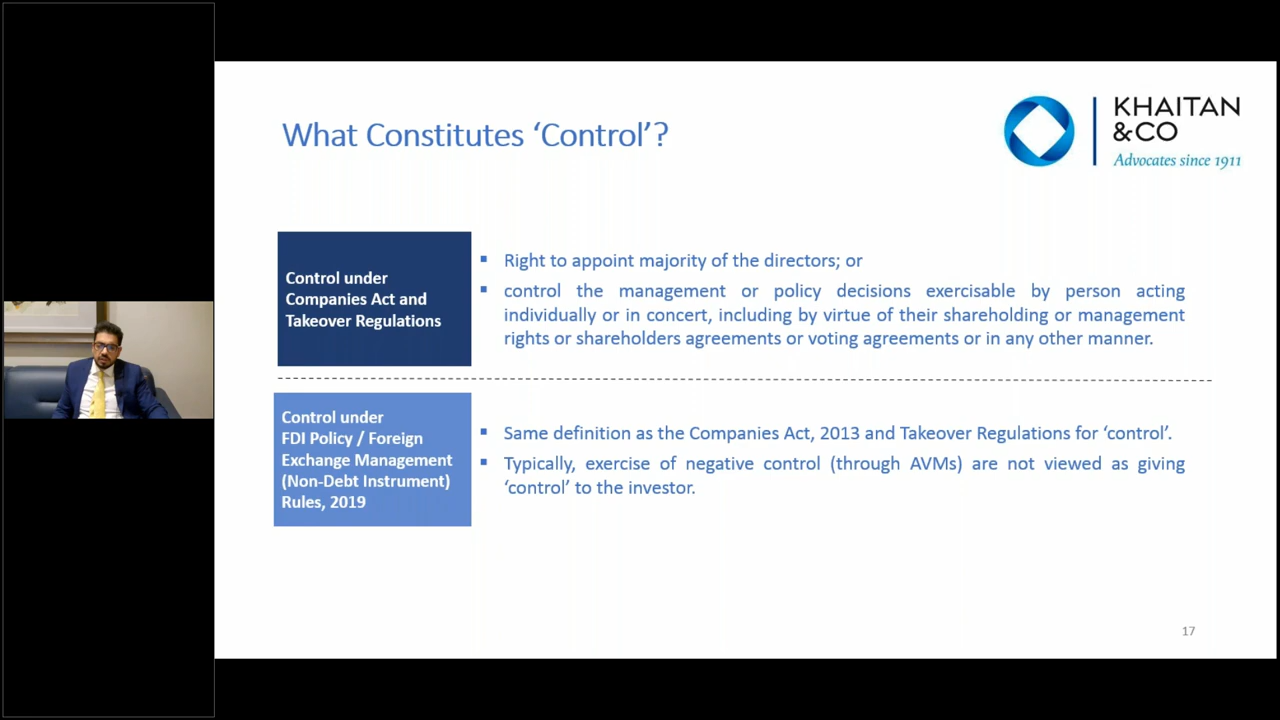 What Constitutes ‘Control’?
KHAITAN
&CO
Advocates since 1911
Control under
Companies Act and
Takeover Regulations
▪ Right to appoint majority of the directors; or
▪ control the management or policy decisions exercisable by person acting
individually or in concert, including by virtue of their shareholding or management
rights or shareholders agreements or voting agreements or in any other manner.
Control under
FDI Policy / Foreign
Exchange Management
(Non-Debt Instrument)
Rules, 2019
▪ Same definition as the Companies Act, 2013 and Takeover Regulations for ‘control’.
▪ Typically, exercise of negative control (through AVMs) are not viewed as giving
‘control’ to the investor.
17